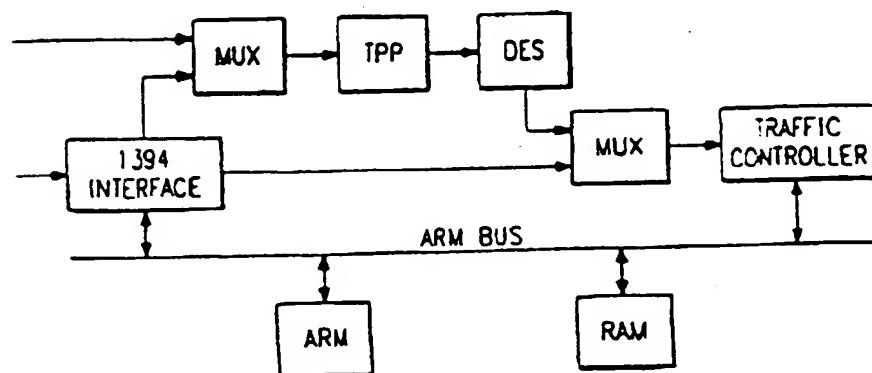 MUX
TPP
DES
1394
INTERFACE
MUX
TRAFFIC
CONTROLLER
ARM BUS
ARM
RAM